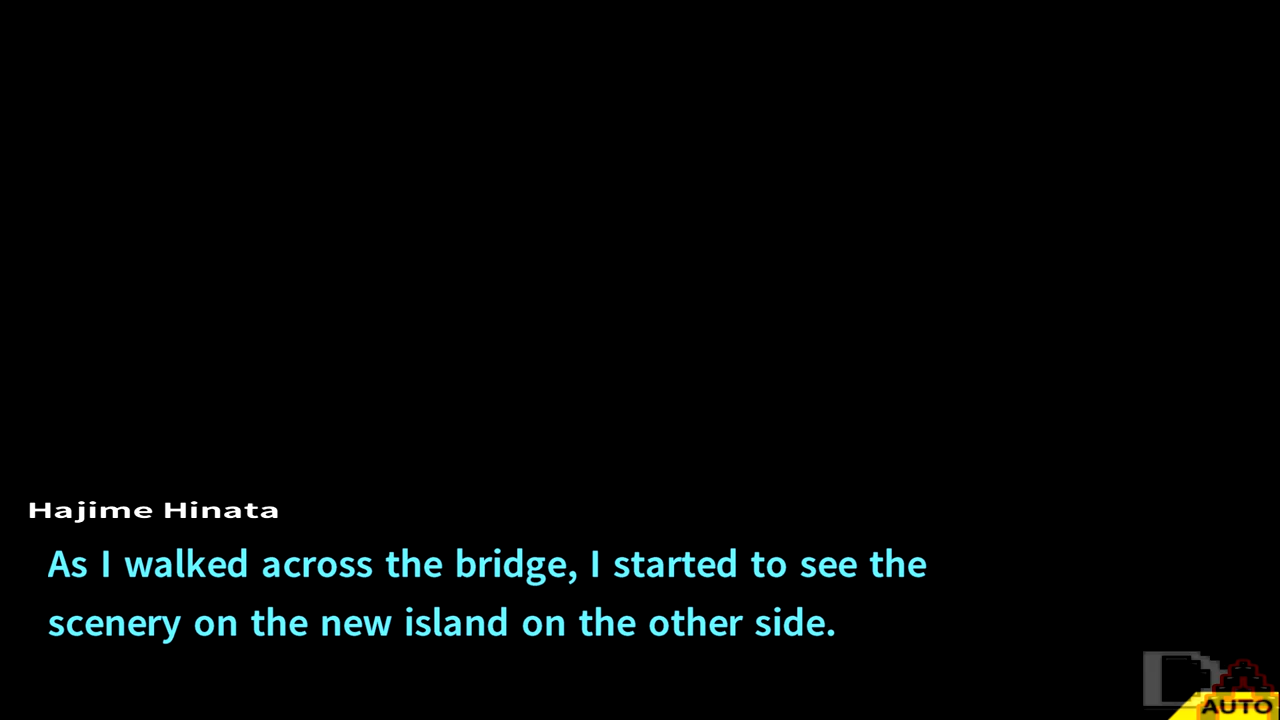 Hajime Hinata
As I walked across the bridge, I started to see the
scenery on the new island on the other side.
AUTO